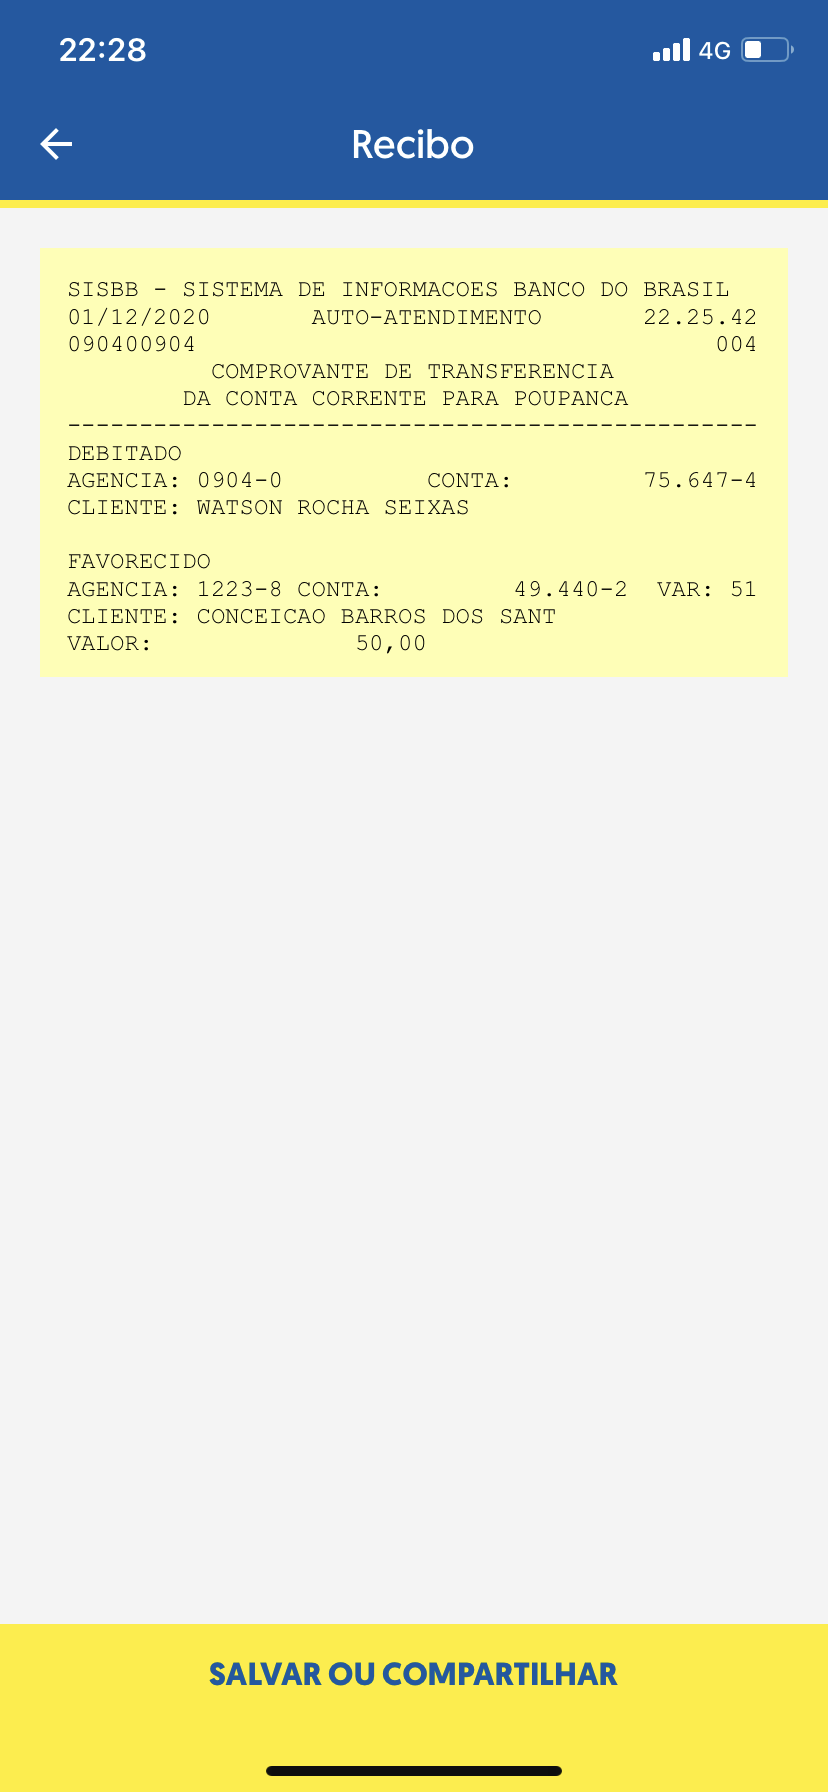 22:28 4G
Recibo
SISBB - SISTEMA DE INFORMACOES BANCO DO BRASIL
01/12/2020 AUTO-ATENDIMENTO 22.25.42
090400904 004
COMPROVANTE DE TRANSFERENCIA
DA CONTA CORRENTE PARA POUPANCA
------------------------------------------------
DEBITADO
AGENCIA: 0904-0 CONTA: 75.647-4
CLIENTE: WATSON ROCHA SEIXAS
FAVORECIDO
AGENCIA: 1223-8 CONTA: 49.440-2 VAR: 51
CLIENTE: CONCEICAO BARROS DOS SANT
VALOR: 50,00
SALVAR OU COMPARTILHAR